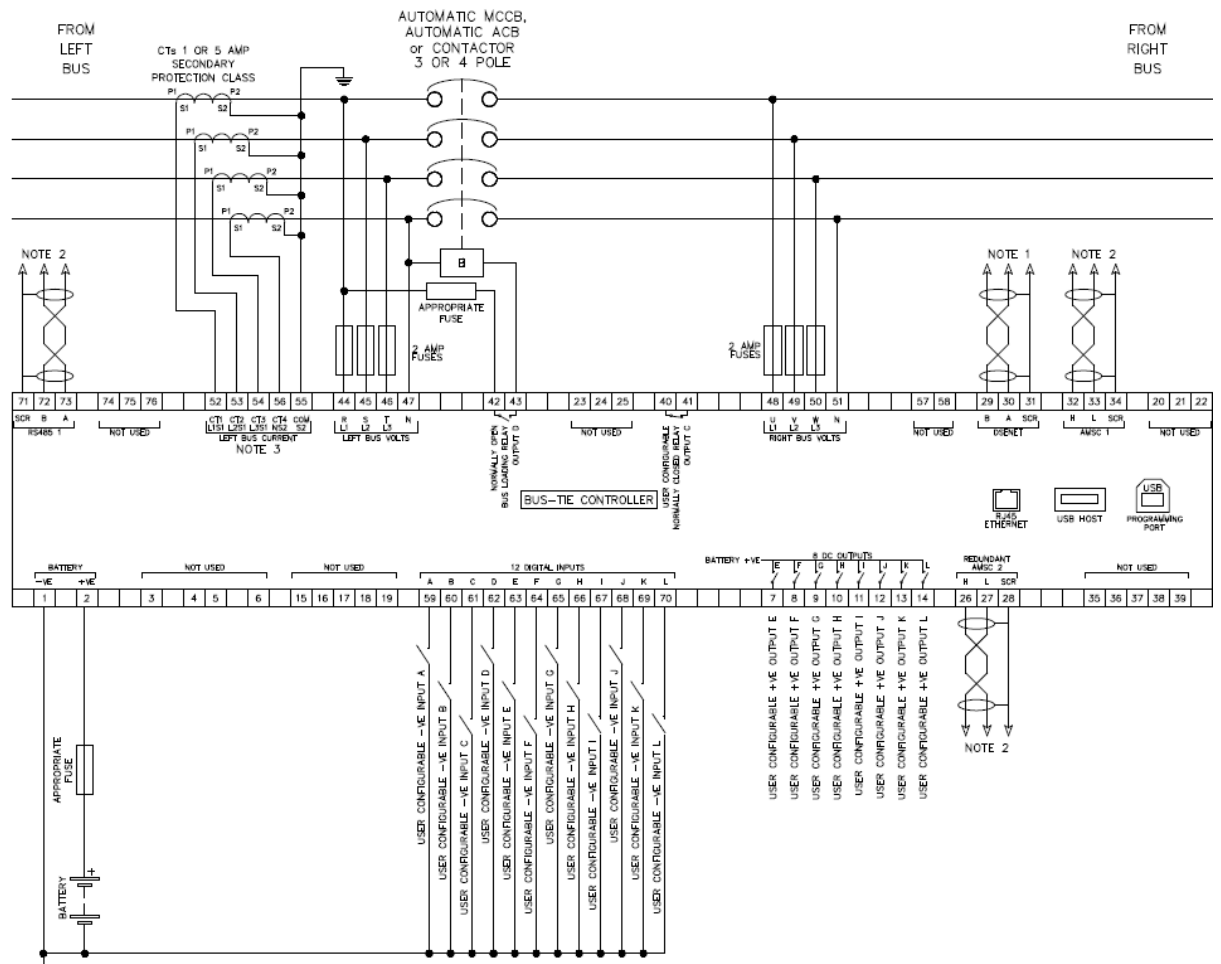 FROM
LEFT
BUS
CTs 1 OR 5 AMP
SECONDARY
PROTECTION CLASS
AUTOMATIC MCCB,
AUTOMATIC ACB
or CONTACTOR
3 OR 4 POLE
FROM
RIGHT
BUS
P1 P2
S1 S2
P1 P2
S1 S2
P1 P2
S1 S2
P1 P2
S1 S2
NOTE 2
B
APPROPRIATE
FUSE
2 AMP
FUSES
2 AMP
FUSES
NOTE 1
NOTE 2
71 72 73 74 75 76 52 53 54 56 55 44 45 46 47 42 43 23 24 25 40 41 48 49 50 51 57 58 29 30 31 32 33 34 20 21 22
SCR B A
RS485 1
NOT USED
CT1 CT2 CT3 CT4 COM
L1S1 L2S1 L3S1 NS2 S2
LEFT BUS CURRENT
NOTE 3
R S T N
L1 L2 L3
LEFT BUS VOLTS
NORMALLY OPEN
BUS LOADING RELAY
OUTPUT D
NOT USED
USER CONFIGURABLE
NORMALLY CLOSED RELAY
OUTPUT C
U V W N
L1 L2 L3
RIGHT BUS VOLTS
NOT USED
B A SCR
DSENET
H L SCR
AMSC 1
NOT USED
BUS-TIE CONTROLLER
RJ45
ETHERNET
USB HOST
USB
PROGRAMMING
PORT
BATTERY
-VE +VE
NOT USED
NOT USED
12 DIGITAL INPUTS
A B C D E F G H I J K L
BATTERY +VE
8 DC OUTPUTS
E F G H I J K L
REDUNDANT
AMSC 2
H L SCR
NOT USED
1 2 3 4 5 6 15 16 17 18 19 59 60 61 62 63 64 65 66 67 68 69 70 7 8 9 10 11 12 13 14 26 27 28 35 36 37 38 39
APPROPRIATE
FUSE
BATTERY
+
USER CONFIGURABLE -VE INPUT A
USER CONFIGURABLE -VE INPUT B
USER CONFIGURABLE -VE INPUT C
USER CONFIGURABLE -VE INPUT D
USER CONFIGURABLE -VE INPUT E
USER CONFIGURABLE -VE INPUT F
USER CONFIGURABLE -VE INPUT G
USER CONFIGURABLE -VE INPUT H
USER CONFIGURABLE -VE INPUT I
USER CONFIGURABLE -VE INPUT J
USER CONFIGURABLE -VE INPUT K
USER CONFIGURABLE -VE INPUT L
USER CONFIGURABLE +VE OUTPUT E
USER CONFIGURABLE +VE OUTPUT F
USER CONFIGURABLE +VE OUTPUT G
USER CONFIGURABLE +VE OUTPUT H
USER CONFIGURABLE +VE OUTPUT I
USER CONFIGURABLE +VE OUTPUT J
USER CONFIGURABLE +VE OUTPUT K
USER CONFIGURABLE +VE OUTPUT L
NOTE 2